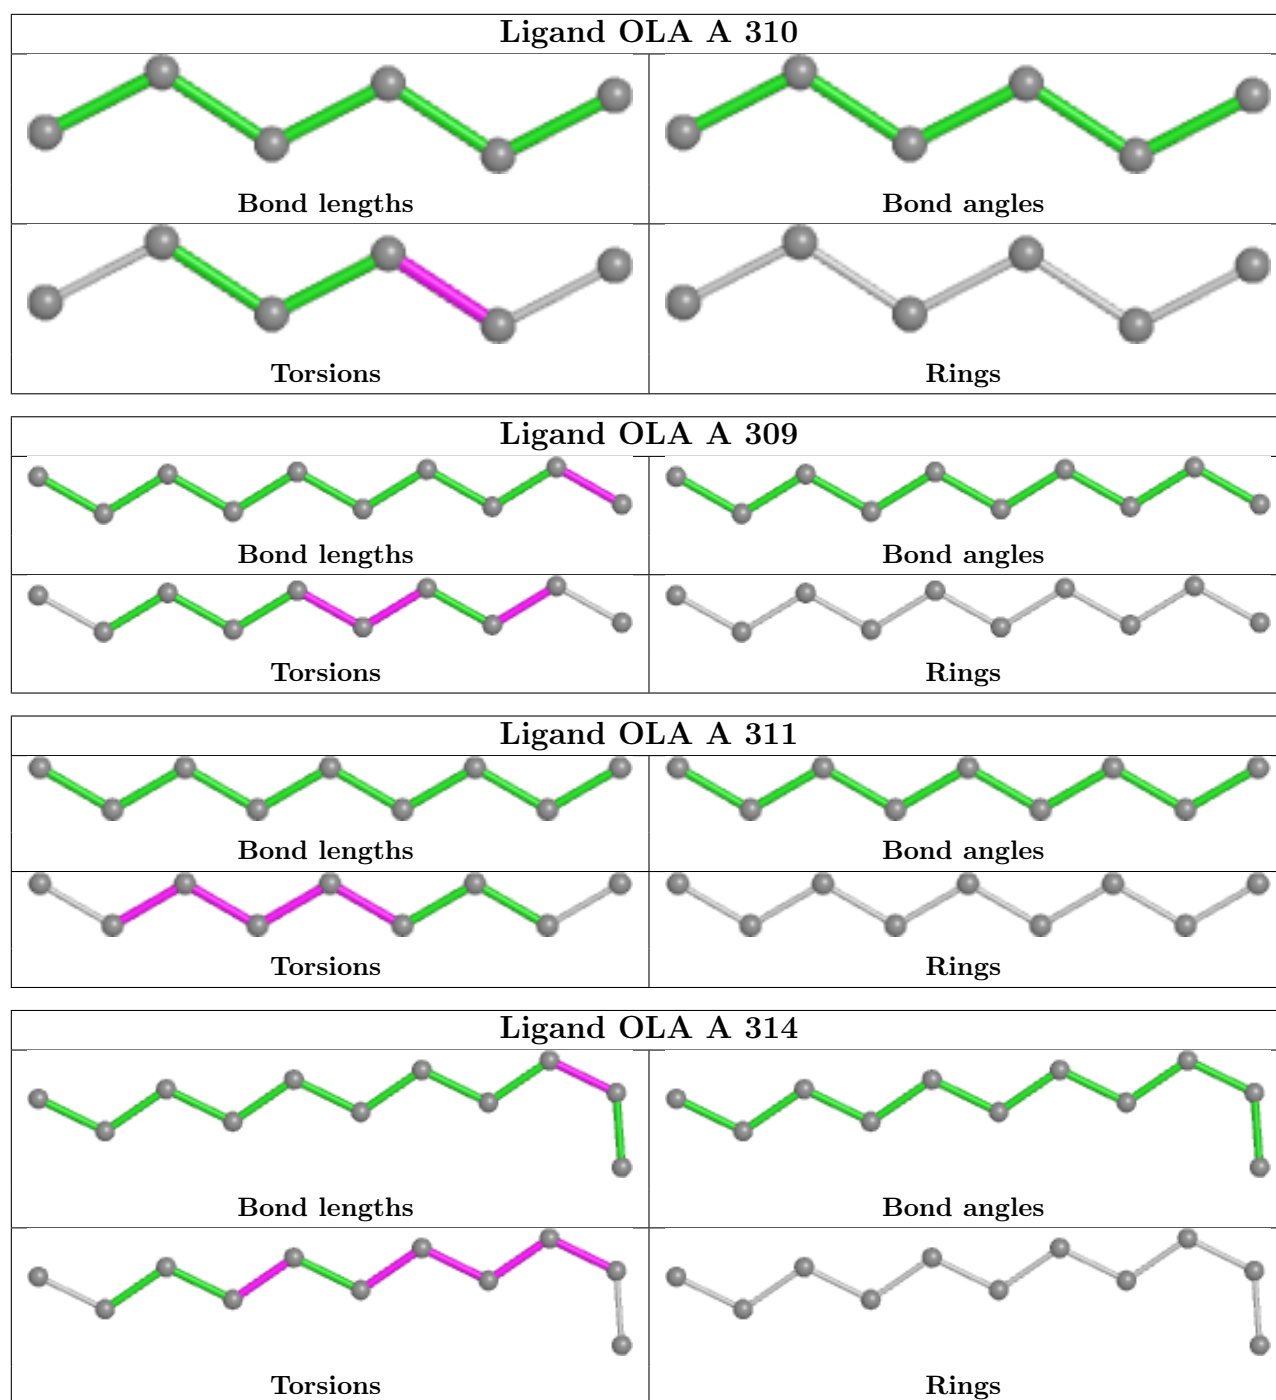 Ligand OLA A 310
Bond lengths Bond angles
Torsions Rings
Ligand OLA A 309
Bond lengths Bond angles
Torsions Rings
Ligand OLA A 311
Bond lengths Bond angles
Torsions Rings
Ligand OLA A 314
Bond lengths Bond angles
Torsions Rings